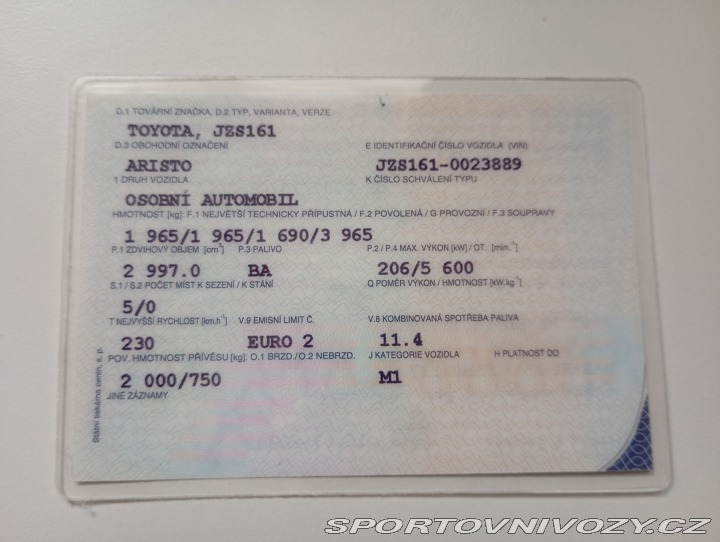 D.1 TOVÁRNÍ ZNAČKA, D.2 TYP, VARIANTA, VERZE
TOYOTA, JZS161
D.3 OBCHODNÍ OZNAČENÍ E IDENTIFIKAČNÍ ČÍSLO VOZIDLA (VIN)
ARISTO JZS161-0023889
1 DRUH VOZIDLA K ČÍSLO SCHVÁLENÍ TYPU
OSOBNÍ AUTOMOBIL
HMOTNOST [kg]: F.1 NEJVĚTŠÍ TECHNICKY PŘÍPUSTNÁ / F.2 POVOLENÁ / G PROVOZNÍ / F.3 SOUPRAVY
1 965/1 965/1 690/3 965
P.1 ZDVIHOVÝ OBJEM [cm³] P.3 PALIVO P.2 / P.4 MAX. VÝKON [kW] / OT. [min⁻¹]
2 997.0 BA 206/5 600
S.1 / S.2 POČET MÍST K SEZENÍ / K STÁNÍ Q POMĚR VÝKON / HMOTNOST [kW.kg⁻¹]
5/0
T NEJVYŠŠÍ RYCHLOST [km.h⁻¹] V.9 EMISNÍ LIMIT Č. V.8 KOMBINOVANÁ SPOTŘEBA PALIVA
230 EURO 2 11.4
POV. HMOTNOST PŘÍVĚSU [kg]: O.1 BRZD./O.2 NEBRZD. J KATEGORIE VOZIDLA H PLATNOST DO
2 000/750 M1
JINÉ ZÁZNAMY
Státní tiskárna cenin, s. p.
SPORTOVNIVOZY.CZ